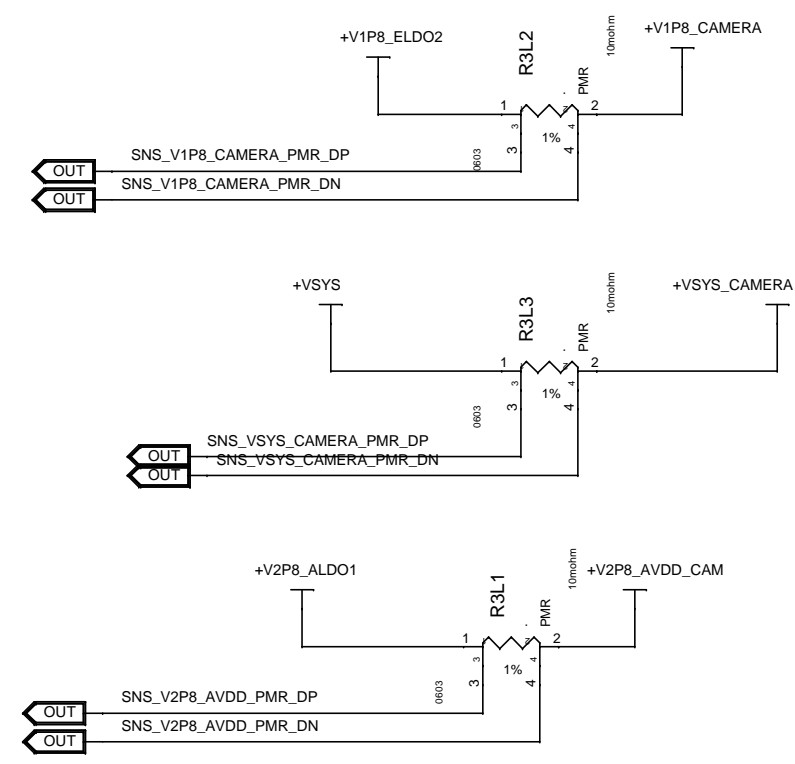 +V1P8_ELDO2
R3L2
10mohm
+V1P8_CAMERA
PMR
1
2
3
1%
4
3
0603
4
SNS_V1P8_CAMERA_PMR_DP
OUT
SNS_V1P8_CAMERA_PMR_DN
OUT
+VSYS
R3L3
10mohm
+VSYS_CAMERA
PMR
1
2
3
1%
4
3
0603
4
SNS_VSYS_CAMERA_PMR_DP
OUT
SNS_VSYS_CAMERA_PMR_DN
OUT
+V2P8_ALDO1
R3L1
10mohm
+V2P8_AVDD_CAM
PMR
1
2
3
1%
4
3
0603
4
SNS_V2P8_AVDD_PMR_DP
OUT
SNS_V2P8_AVDD_PMR_DN
OUT